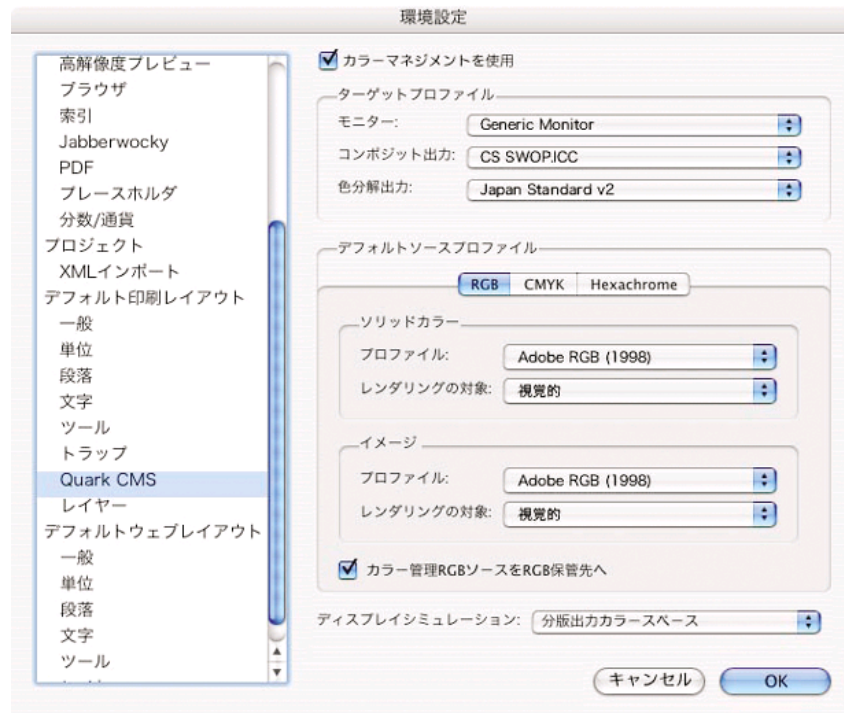 環境設定
高解像度プレビュー
ブラウザ
索引
Jabberwocky
PDF
プレースホルダ
分数/通貨
プロジェクト
XMLインポート
デフォルト印刷レイアウト
一般
単位
段落
文字
ツール
トラップ
Quark CMS
レイヤー
デフォルトウェブレイアウト
一般
単位
段落
文字
ツール
カラーマネジメントを使用
ターゲットプロファイル
モニター: Generic Monitor
コンポジット出力: CS SWOP.ICC
色分解出力: Japan Standard v2
デフォルトソースプロファイル
RGB CMYK Hexachrome
ソリッドカラー
プロファイル: Adobe RGB (1998)
レンダリングの対象: 視覚的
イメージ
プロファイル: Adobe RGB (1998)
レンダリングの対象: 視覚的
カラー管理RGBソースをRGB保管先へ
ディスプレイシミュレーション: 分版出力カラースペース
キャンセル OK